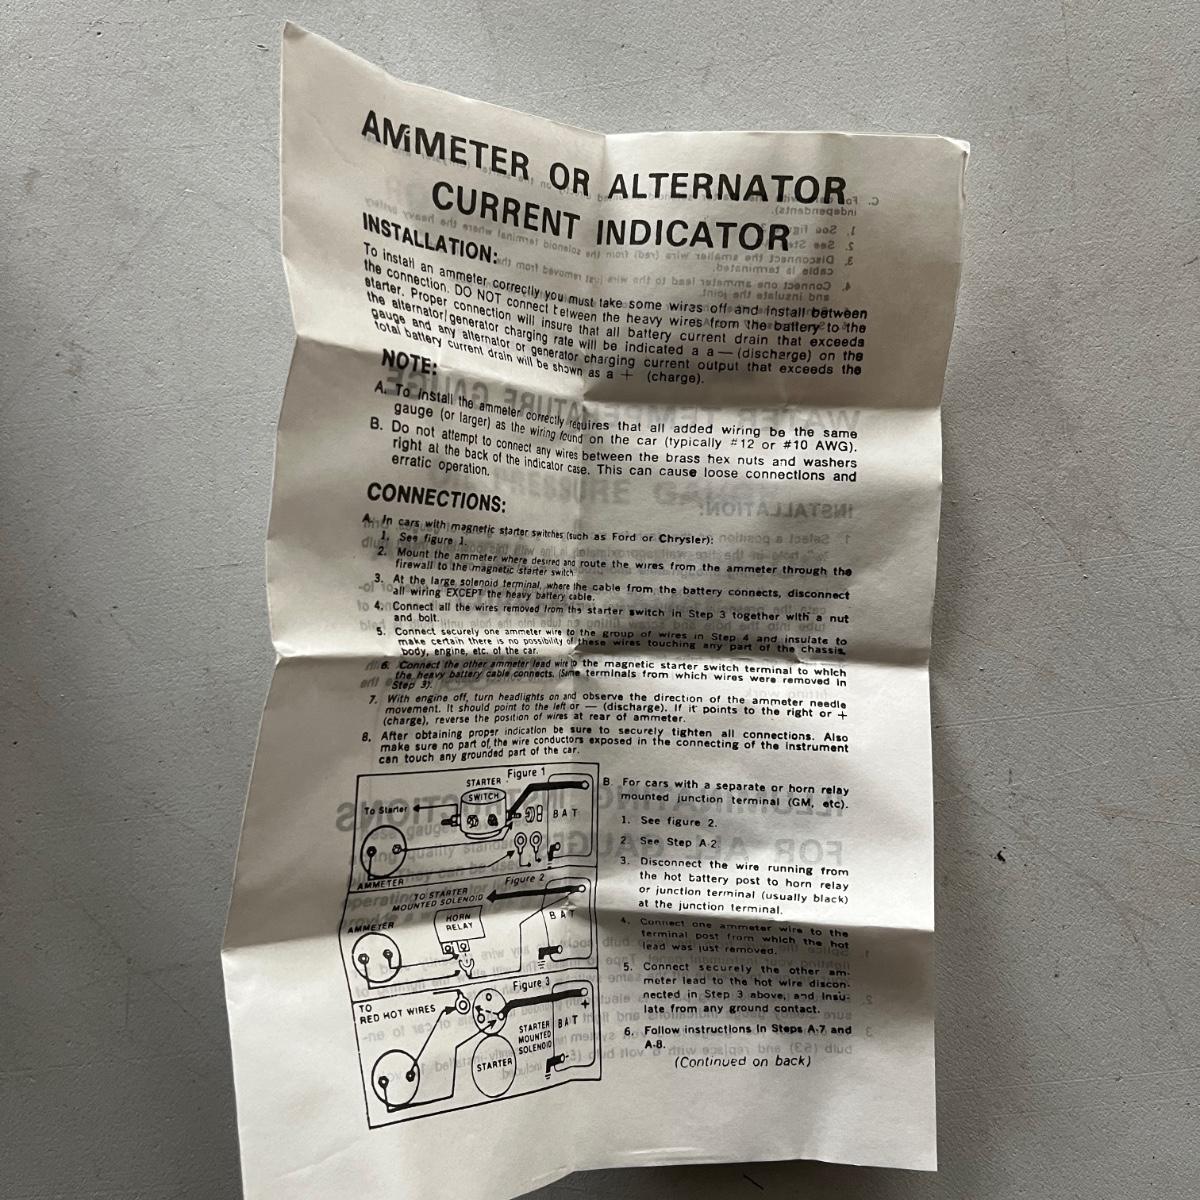 AMMETER OR ALTERNATOR
CURRENT INDICATOR
INSTALLATION:
To install an ammeter correctly you must take some wires off and install between
the connection. DO NOT connect between the heavy wires from the battery to the
starter. Proper connection will insure that all battery current drain that exceeds
the alternator/generator charging rate will be indicated a a — (discharge) on the
gauge and any alternator or generator charging current output that exceeds the
total battery current drain will be shown as a + (charge).
NOTE:
A. To install the ammeter correctly requires that all added wiring be the same
gauge (or larger) as the wiring found on the car (typically #12 or #10 AWG).
B. Do not attempt to connect any wires between the brass hex nuts and washers
right at the back of the indicator case. This can cause loose connections and
erratic operation.
CONNECTIONS:
A. In cars with magnetic starter switches (such as Ford or Chrysler):
1. See figure 1.
2. Mount the ammeter where desired and route the wires from the ammeter through the
firewall to the magnetic starter switch
3. At the large solenoid terminal, where the cable from the battery connects, disconnect
all wiring EXCEPT the heavy battery cable.
4. Connect all the wires removed from the starter switch in Step 3 together with a nut
and bolt.
5. Connect securely one ammeter wire to the group of wires in Step 4 and insulate to
make certain there is no possibility of these wires touching any part of the chassis,
body, engine, etc. of the car.
6. Connect the other ammeter lead wire to the magnetic starter switch terminal to which
the heavy battery cable connects. (Same terminals from which wires were removed in
Step 3).
7. With engine off, turn headlights on and observe the direction of the ammeter needle
movement. It should point to the left or — (discharge). If it points to the right or +
(charge), reverse the position of wires at rear of ammeter.
8. After obtaining proper indication be sure to securely tighten all connections. Also
make sure no part of the wire conductors exposed in the connecting of the instrument
can touch any grounded part of the car.
Figure 1
STARTER
SWITCH
To Starter
BAT
AMMETER
Figure 2
TO STARTER
MOUNTED SOLENOID
HORN
RELAY
BAT
AMMETER
Figure 3
TO
RED HOT WIRES
STARTER
MOUNTED
SOLENOID
BAT
+
-
STARTER
B. For cars with a separate or horn relay
mounted junction terminal (GM, etc).
1. See figure 2.
2. See Step A-2
3. Disconnect the wire running from
the hot battery post to horn relay
or junction terminal (usually black)
at the junction terminal.
4. Connect one ammeter wire to the
terminal post from which the hot
lead was just removed.
5. Connect securely the other am-
meter lead to the hot wire discon-
nected in Step 3 above, and insu-
late from any ground contact.
6. Follow instructions in Steps A-7 and
A-8.
(Continued on back)